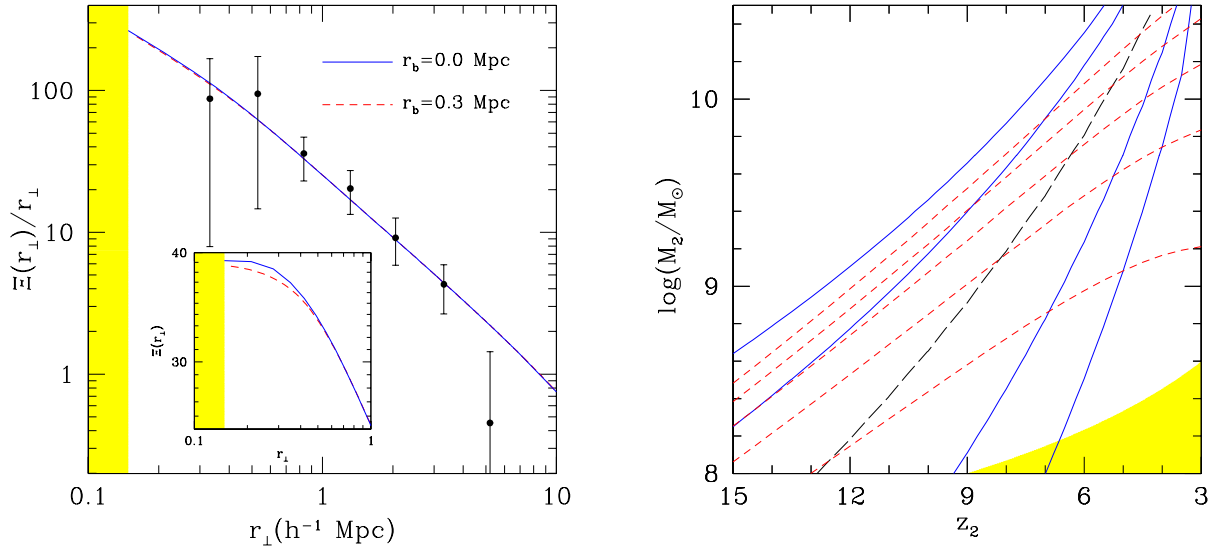 Ξ(r⊥)/r⊥
100
10
1
r_b=0.0 Mpc
r_b=0.3 Mpc
40
30
Ξ(r⊥)
0.1
1
r⊥
0.1
1
10
r⊥(h⁻¹ Mpc)
log(M₂/M⊙)
10
9
8
15
12
9
6
3
z₂